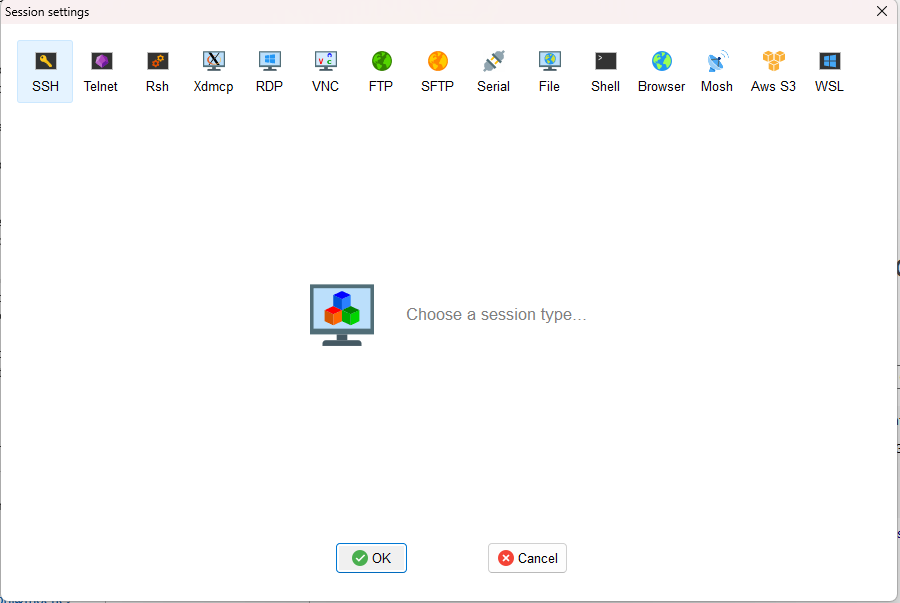 Session settings
SSH Telnet Rsh Xdmcp RDP VNC FTP SFTP Serial File Shell Browser Mosh Aws S3 WSL
Choose a session type...
OK Cancel